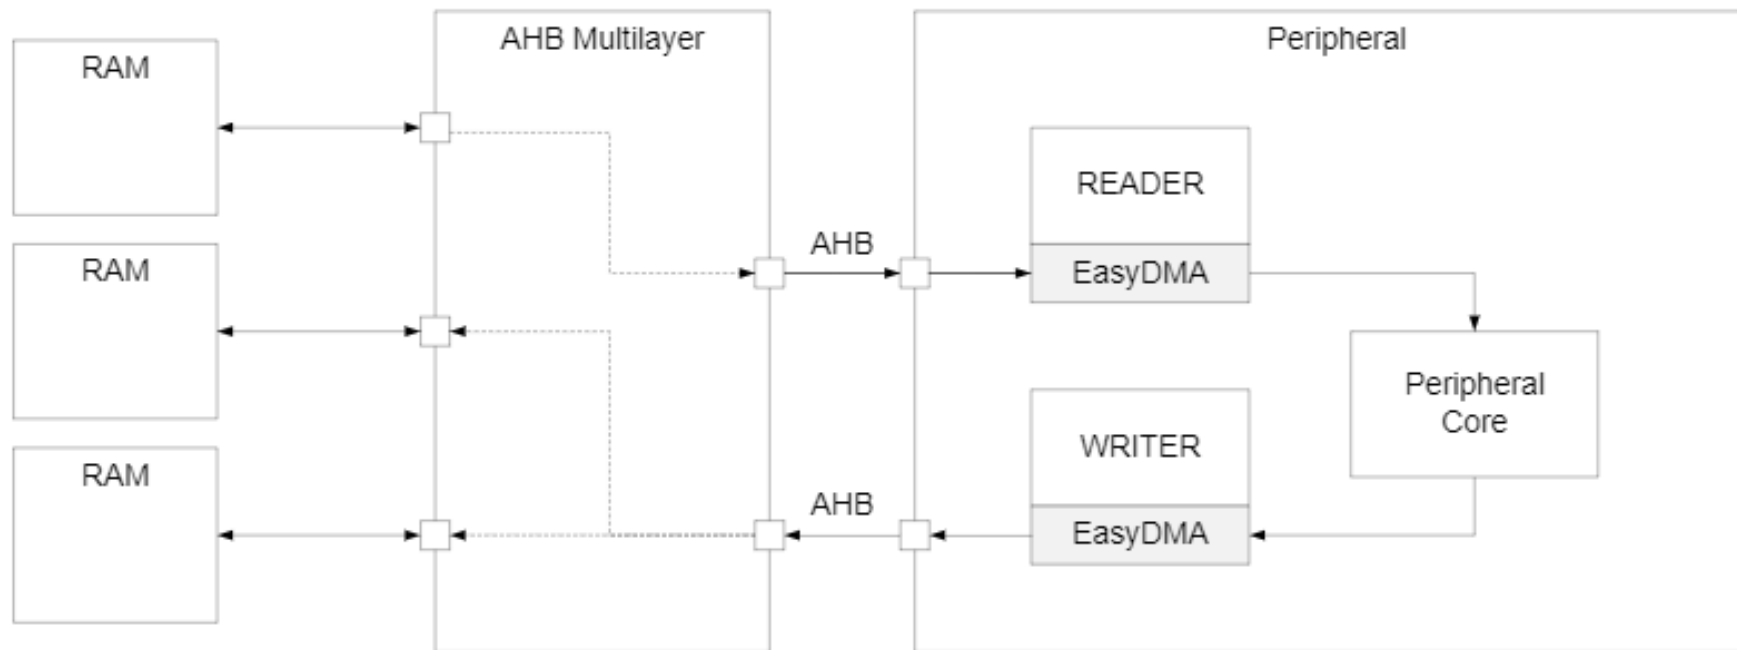 AHB Multilayer
Peripheral
RAM
READER
AHB
EasyDMA
RAM
Peripheral
Core
WRITER
RAM
AHB
EasyDMA